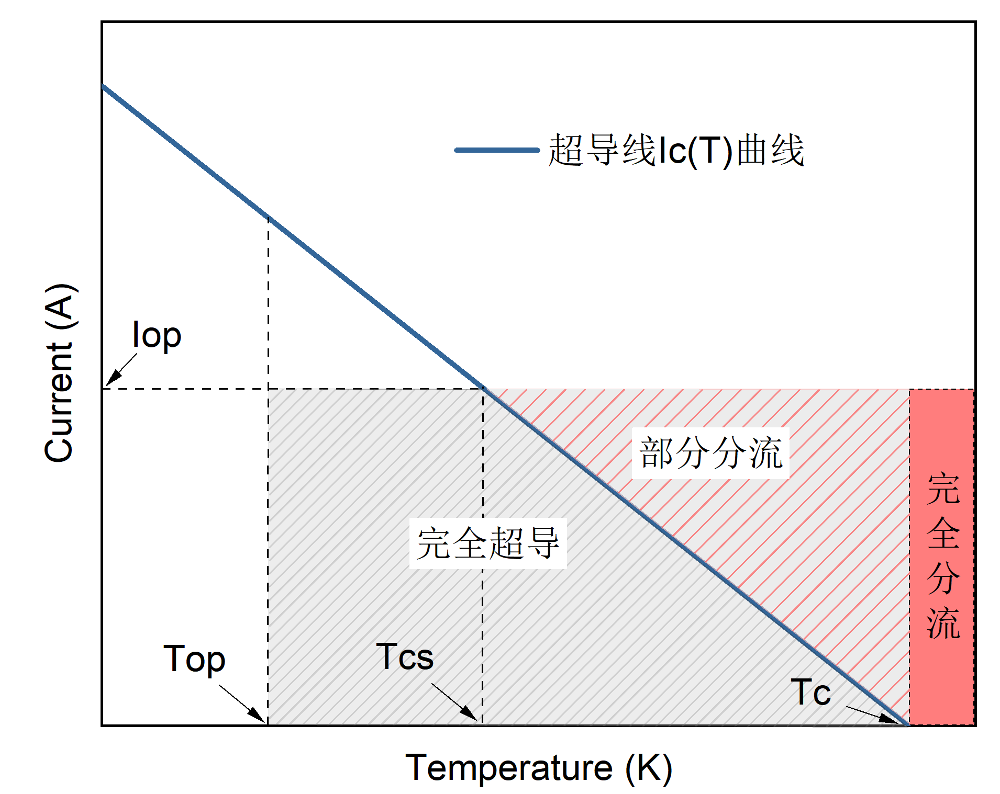 超导线Ic(T)曲线
Current (A)
Iop
部分分流
完全分流
完全超导
Top
Tcs
Tc
Temperature (K)